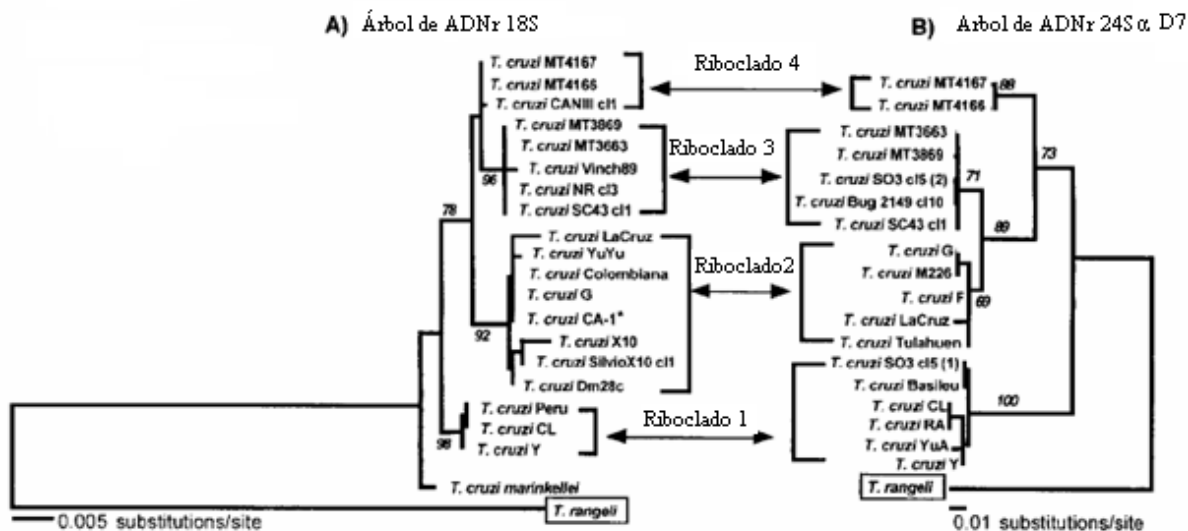 A) Árbol de ADNr 18S
T. cruzi MT4167
T. cruzi MT4166
T. cruzi CANIII cl1
T. cruzi MT3869
T. cruzi MT3663
T. cruzi Vinch89
T. cruzi NR cl3
T. cruzi SC43 cl1
T. cruzi LaCruz
T. cruzi YuYu
T. cruzi Colombiana
T. cruzi G
T. cruzi CA-1*
T. cruzi X10
T. cruzi SilvioX10 cl1
T. cruzi Dm28c
T. cruzi Peru
T. cruzi CL
T. cruzi Y
T. cruzi marinkellei
T. rangeli
96
78
92
98
0.005 substitutions/site
Riboclado 4
Riboclado 3
Riboclado2
Riboclado 1
B) Arbol de ADNr 24S α D7
T. cruzi MT4167
T. cruzi MT4166
T. cruzi MT3663
T. cruzi MT3869
T. cruzi SO3 cl5 (2)
T. cruzi Bug 2149 cl10
T. cruzi SC43 cl1
T. cruzi G
T. cruzi M226
T. cruzi F
T. cruzi LaCruz
T. cruzi Tulahuen
T. cruzi SO3 cl5 (1)
T. cruzi Basileu
T. cruzi CL
T. cruzi RA
T. cruzi YuA
T. cruzi Y
T. rangeli
88
73
71
89
69
100
0.01 substitutions/site